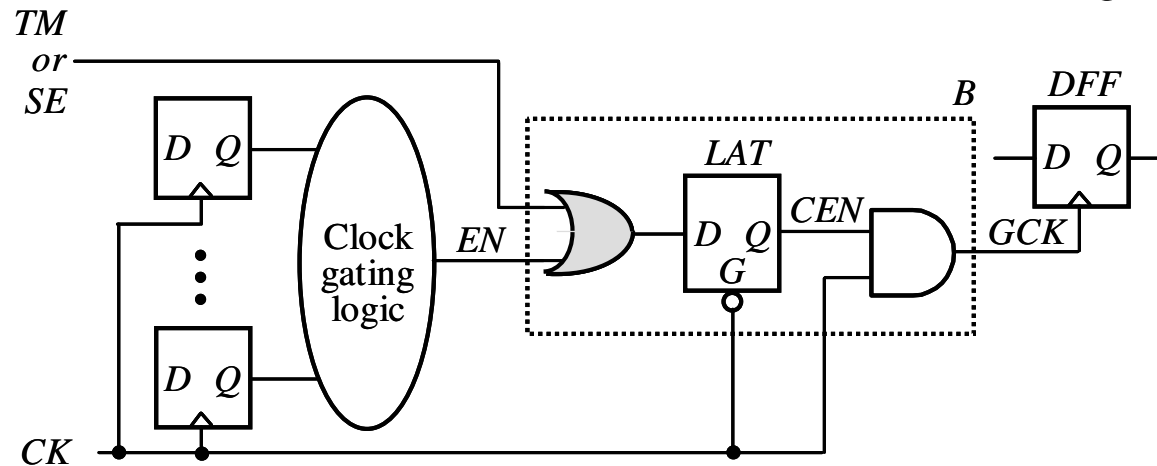 TM
or
SE
D Q
Clock
gating
logic
D Q
CK
EN
B
LAT
D Q
G
CEN
GCK
DFF
D Q